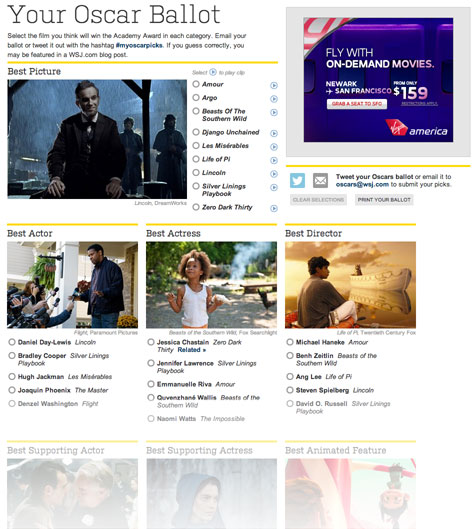 Your Oscar Ballot
Select the film you think will win the Academy Award in each category. Email your
ballot or tweet it out with the hashtag #myoscarpicks. If you guess correctly, you
may be featured in a WSJ.com blog post.
Best Picture
Select to play clip
Amour
Argo
Beasts Of The
Southern Wild
Django Unchained
Les Misérables
Life of Pi
Lincoln
Silver Linings
Playbook
Zero Dark Thirty
Lincoln, DreamWorks
FLY WITH
ON-DEMAND MOVIES.
NEWARK
SAN FRANCISCO
FROM ONLY
$159
GRAB A SEAT TO SFO
RESTRICTIONS APPLY.
america
Tweet your Oscars ballot or email it to
oscars@wsj.com to submit your picks.
CLEAR SELECTIONS
PRINT YOUR BALLOT
Best Actor
Flight, Paramount Pictures
Daniel Day-Lewis Lincoln
Bradley Cooper Silver Linings
Playbook
Hugh Jackman Les Misérables
Joaquin Phoenix The Master
Denzel Washington Flight
Best Actress
Beasts of the Southern Wild, Fox Searchlight
Jessica Chastain Zero Dark
Thirty Related »
Jennifer Lawrence Silver Linings
Playbook
Emmanuelle Riva Amour
Quvenzhané Wallis Beasts of the
Southern Wild
Naomi Watts The Impossible
Best Director
Life of Pi, Twentieth Century Fox
Michael Haneke Amour
Benh Zeitlin Beasts of the
Southern Wild
Ang Lee Life of Pi
Steven Spielberg Lincoln
David O. Russell Silver Linings
Playbook
Best Supporting Actor
Best Supporting Actress
Best Animated Feature